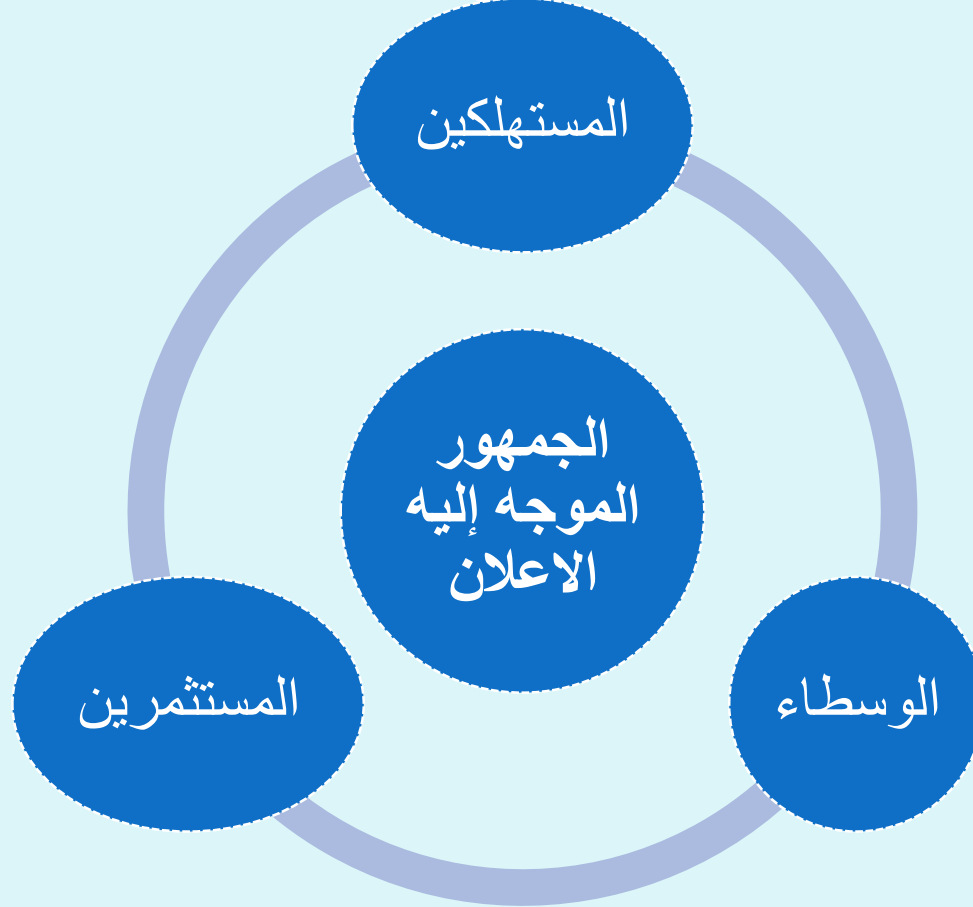 المستهلكين
الجمهور
الموجه إليه
الاعلان
الوسطاء
المستثمرين